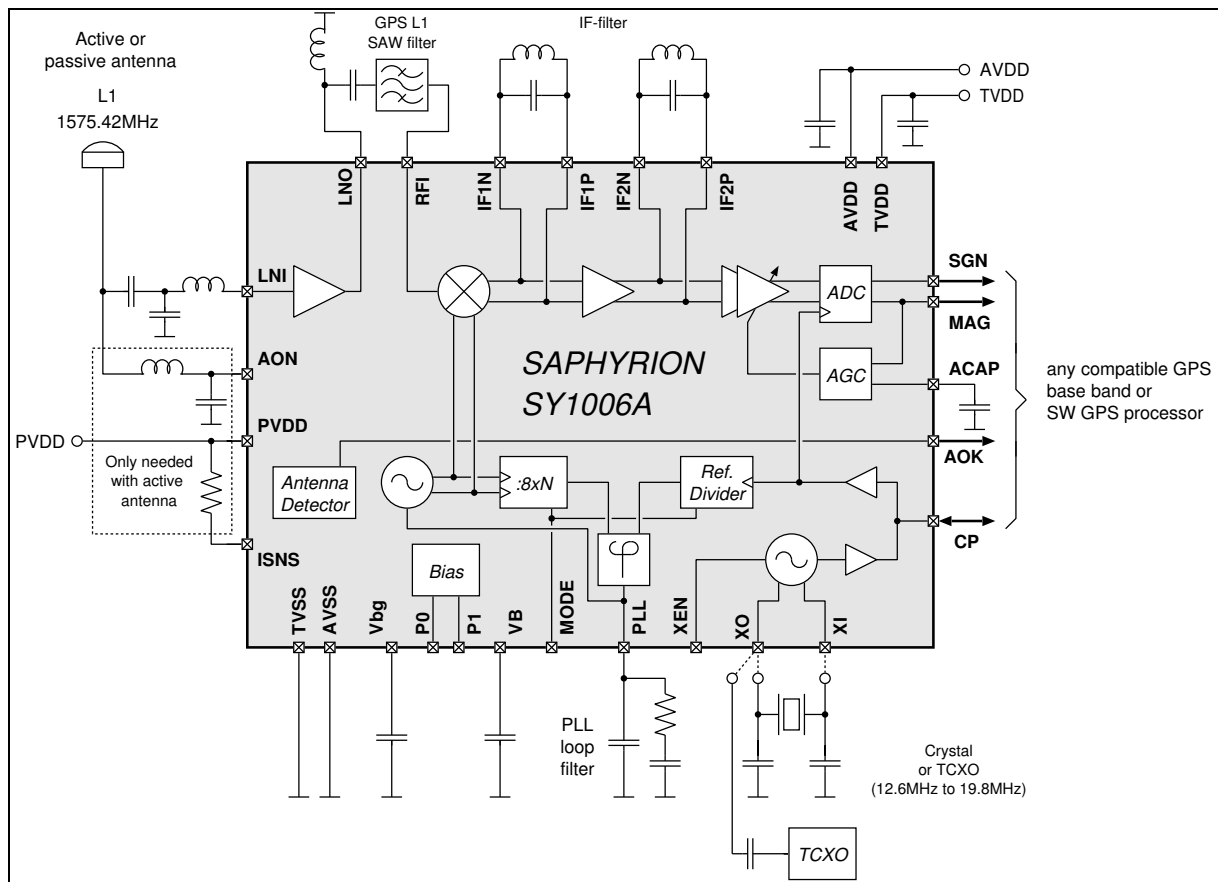 Active or
passive antenna
L1
1575.42MHz
GPS L1
SAW filter
IF-filter
AVDD
TVDD
LNO
RFI
IF1N
IF1P
IF2N
IF2P
AVDD
TVDD
LNI
AON
PVDD
PVDD
Only needed
with active
antenna
ISNS
SAPHYRION
SY1006A
ADC
AGC
SGN
MAG
ACAP
AOK
CP
any compatible GPS
base band or
SW GPS processor
Antenna
Detector
:8xN
Ref.
Divider
φ
Bias
TVSS
AVSS
Vbg
P0
P1
VB
MODE
PLL
XEN
XO
XI
PLL
loop
filter
Crystal
or TCXO
(12.6MHz to 19.8MHz)
TCXO